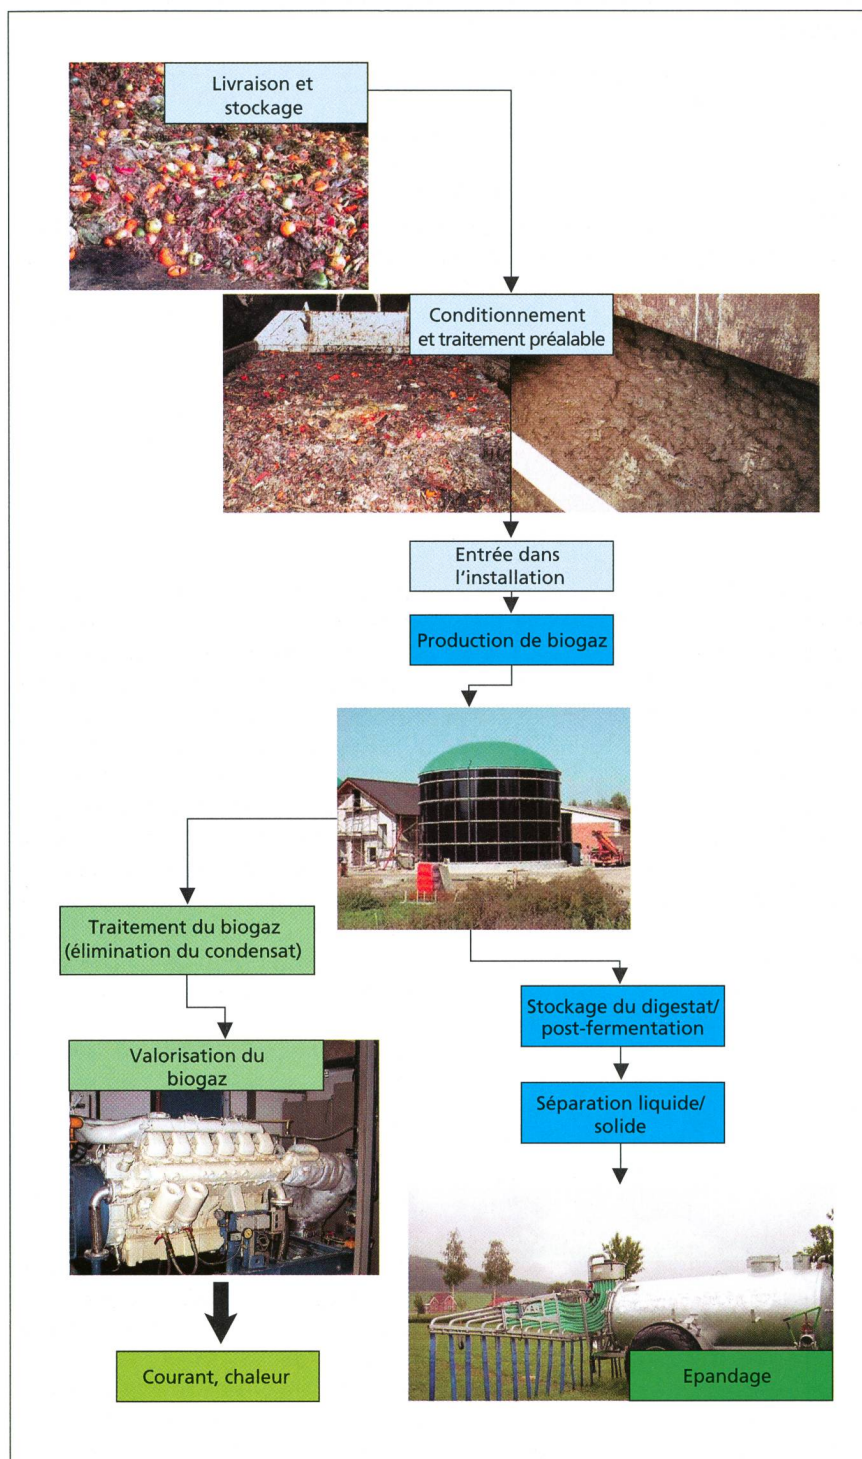 Livraison et
stockage
Conditionnement
et traitement préalable
Entrée dans
l'installation
Production de biogaz
Traitement du biogaz
(élimination du condensat)
Stockage du digestat/
post-fermentation
Valorisation du
biogaz
Séparation liquide/
solide
Courant, chaleur
Epandage